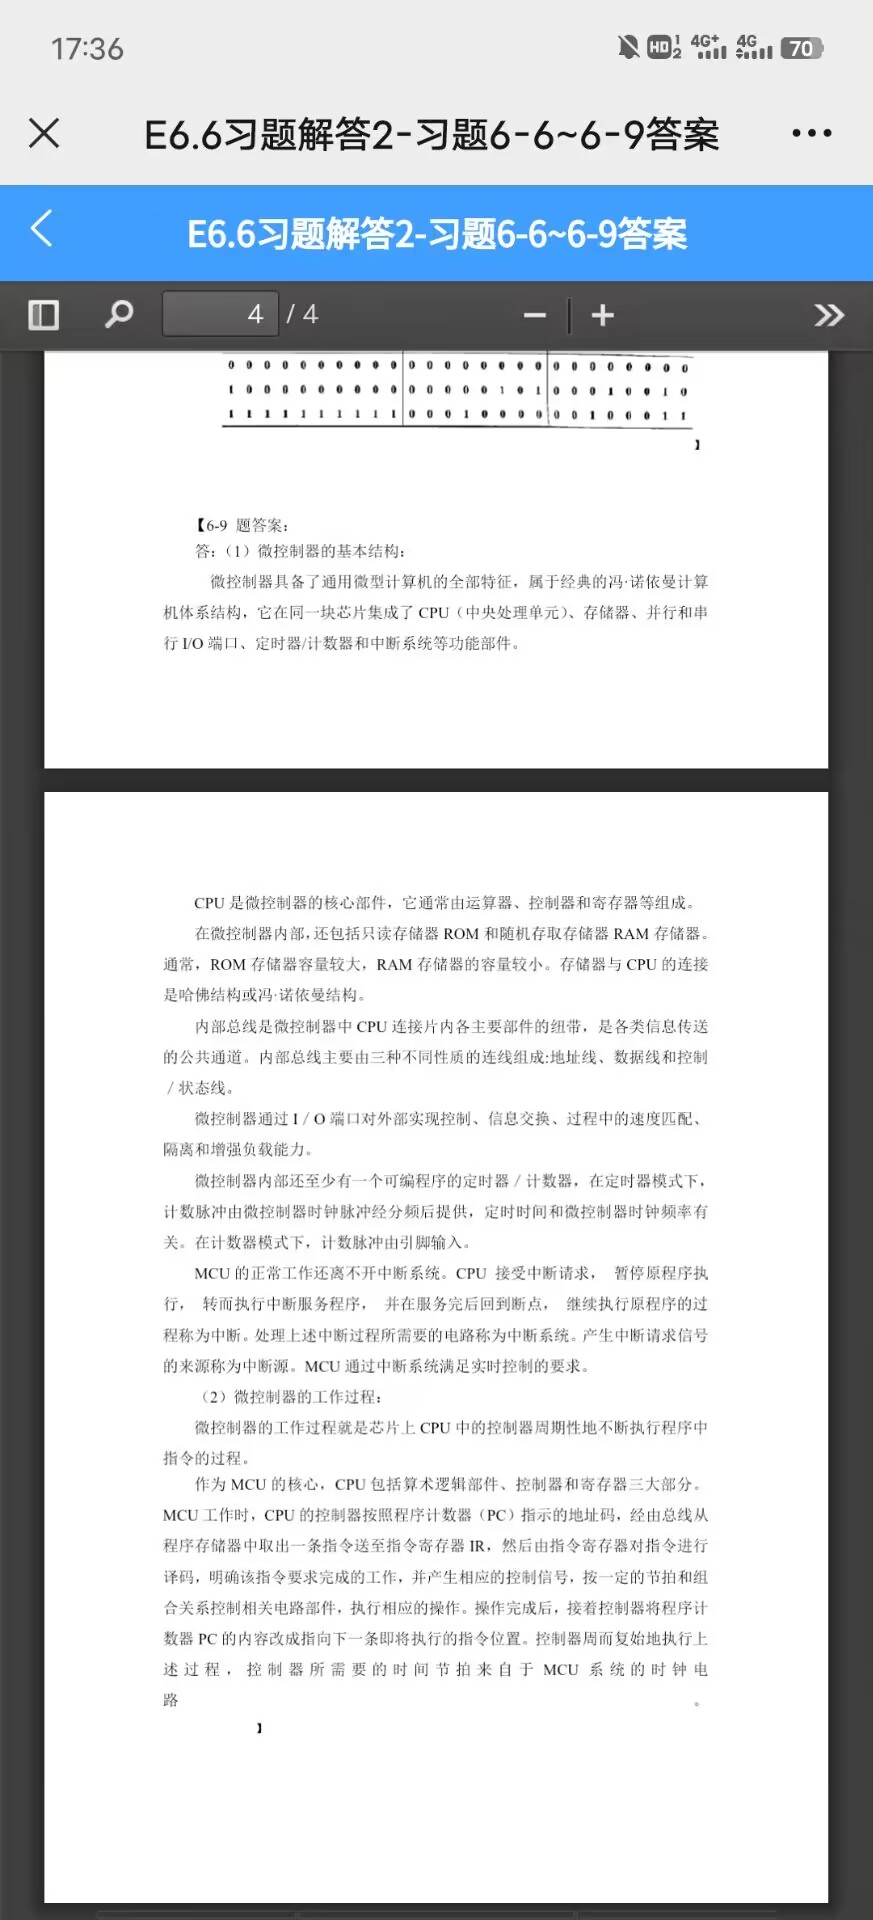 17:36
HD 1 2 4G+ 4G 70
E6.6习题解答2-习题6-6~6-9答案
E6.6习题解答2-习题6-6~6-9答案
4 / 4
0 0 0 0 0 0 0 0 0 0 0 0 0 0 0 0 0 0 0 0 0 0 0 0 0 0
1 0 0 0 0 0 0 0 0 0 0 0 0 0 0 1 0 1 0 0 0 1 0 0 1 0
1 1 1 1 1 1 1 1 1 1 0 0 0 1 0 0 0 0 0 0 1 0 0 0 1 1
】
【6-9 题答案：
答：（1）微控制器的基本结构：
微控制器具备了通用微型计算机的全部特征，属于经典的冯·诺依曼计算
机体系结构，它在同一块芯片集成了 CPU（中央处理单元）、存储器、并行和串
行 I/O 端口、定时器/计数器和中断系统等功能部件。
CPU 是微控制器的核心部件，它通常由运算器、控制器和寄存器等组成。
在微控制器内部，还包括只读存储器 ROM 和随机存取存储器 RAM 存储器。
通常，ROM 存储器容量较大，RAM 存储器的容量较小。存储器与 CPU 的连接
是哈佛结构或冯·诺依曼结构。
内部总线是微控制器中 CPU 连接片内各主要部件的纽带，是各类信息传送
的公共通道。内部总线主要由三种不同性质的连线组成:地址线、数据线和控制
/状态线。
微控制器通过 I / O 端口对外部实现控制、信息交换、过程中的速度匹配、
隔离和增强负载能力。
微控制器内部还至少有一个可编程序的定时器 / 计数器，在定时器模式下，
计数脉冲由微控制器时钟脉冲经分频后提供，定时时间和微控制器时钟频率有
关。在计数器模式下，计数脉冲由引脚输入。
MCU 的正常工作还离不开中断系统。CPU 接受中断请求， 暂停原程序执
行， 转而执行中断服务程序， 并在服务完后回到断点， 继续执行原程序的过
程称为中断。处理上述中断过程所需要的电路称为中断系统。产生中断请求信号
的来源称为中断源。MCU 通过中断系统满足实时控制的要求。
（2）微控制器的工作过程：
微控制器的工作过程就是芯片上 CPU 中的控制器周期性地不断执行程序中
指令的过程。
作为 MCU 的核心，CPU 包括算术逻辑部件、控制器和寄存器三大部分。
MCU 工作时，CPU 的控制器按照程序计数器（PC）指示的地址码，经由总线从
程序存储器中取出一条指令送至指令寄存器 IR，然后由指令寄存器对指令进行
译码，明确该指令要求完成的工作，并产生相应的控制信号，按一定的节拍和组
合关系控制相关电路部件，执行相应的操作。操作完成后，接着控制器将程序计
数器 PC 的内容改成指向下一条即将执行的指令位置。控制器周而复始地执行上
述过程，控制器所需要的时间节拍来自于 MCU 系统的时钟电
路。
】